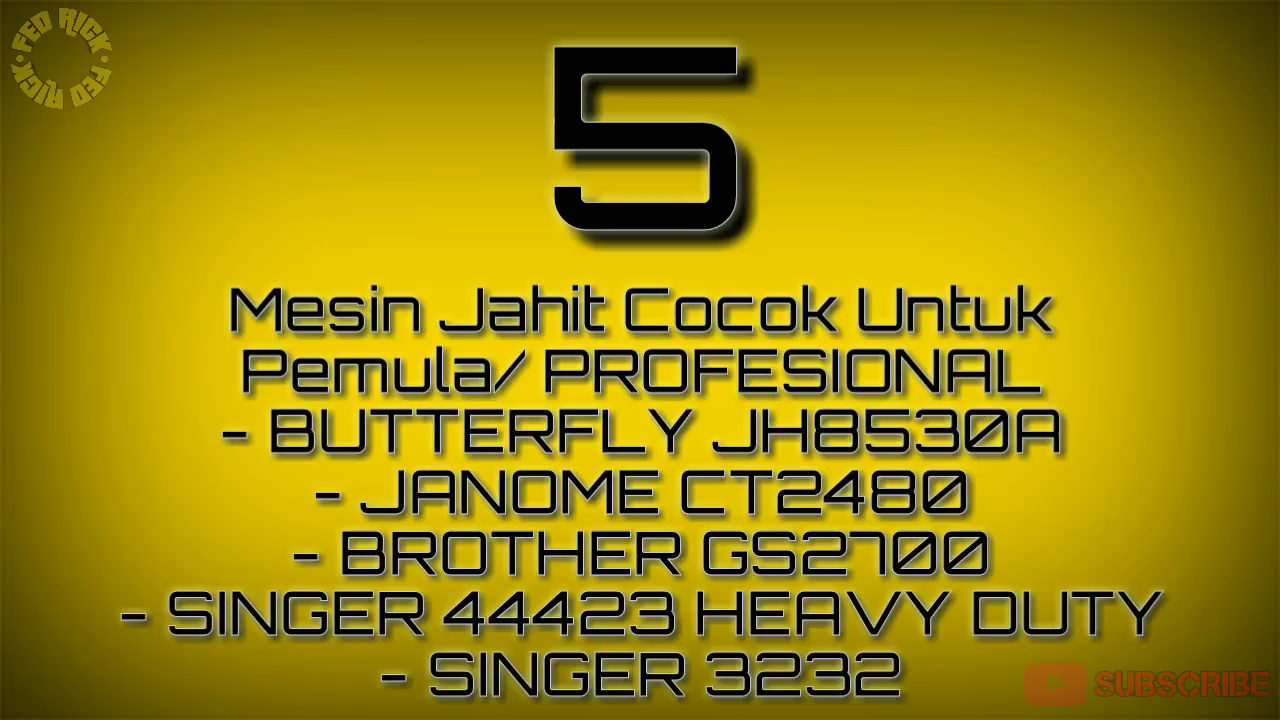 FED RICK • FED RICK •
5
Mesin Jahit Cocok Untuk
Pemula/ PROFESIONAL
- BUTTERFLY JH8530A
- JANOME CT2480
- BROTHER GS2700
- SINGER 44423 HEAVY DUTY
- SINGER 3232
SUBSCRIBE